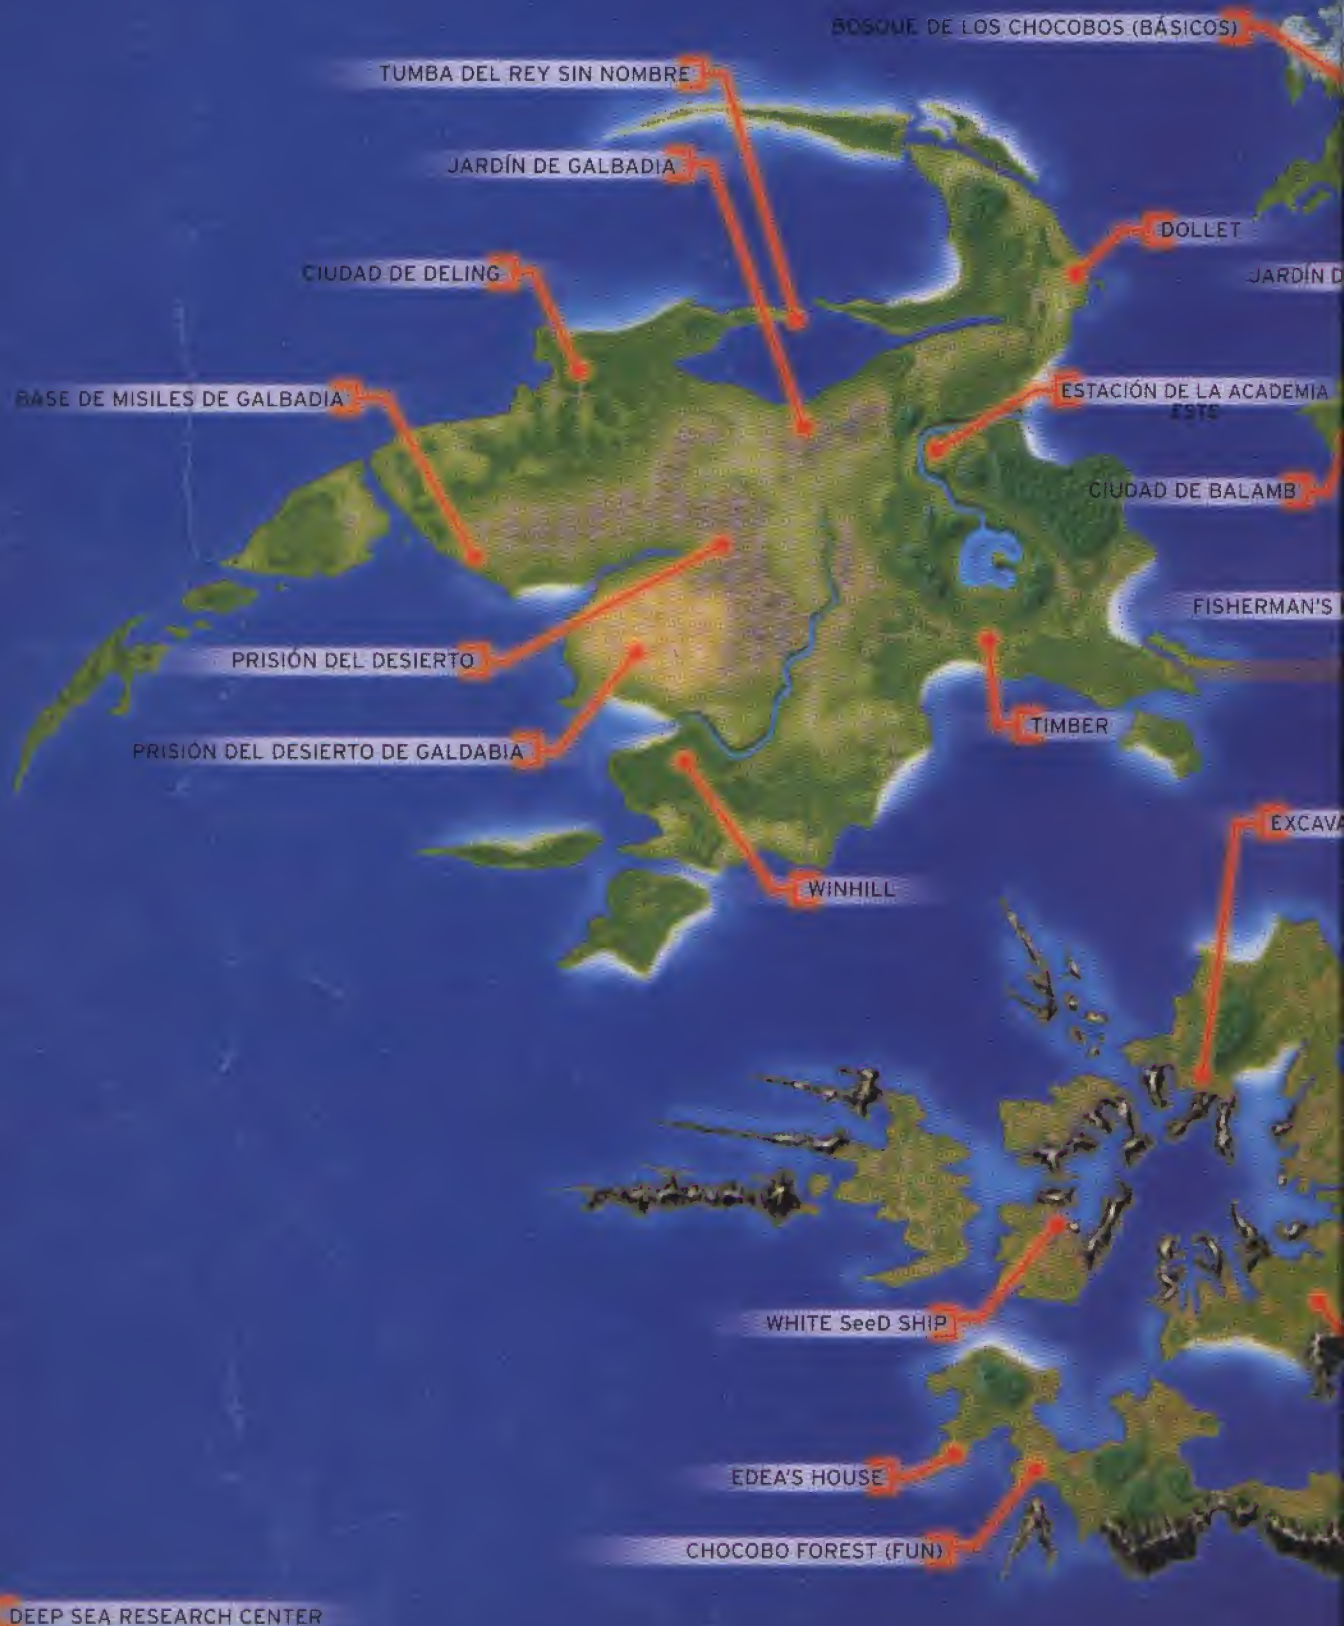 BOSQUE DE LOS CHOCOBOS (BÁSICOS)
TUMBA DEL REY SIN NOMBRE
JARDÍN DE GALBADIA
DOLLET
CIUDAD DE DELING
JARDÍN D
BASE DE MISILES DE GALBADIA
ESTACIÓN DE LA ACADEMIA
ESTE
CIUDAD DE BALAMB
FISHERMAN'S
PRISIÓN DEL DESIERTO
TIMBER
PRISIÓN DEL DESIERTO DE GALDABIA
EXCAVA
WINHILL
WHITE SeeD SHIP
EDEA'S HOUSE
CHOCOBO FOREST (FUN)
DEEP SEA RESEARCH CENTER